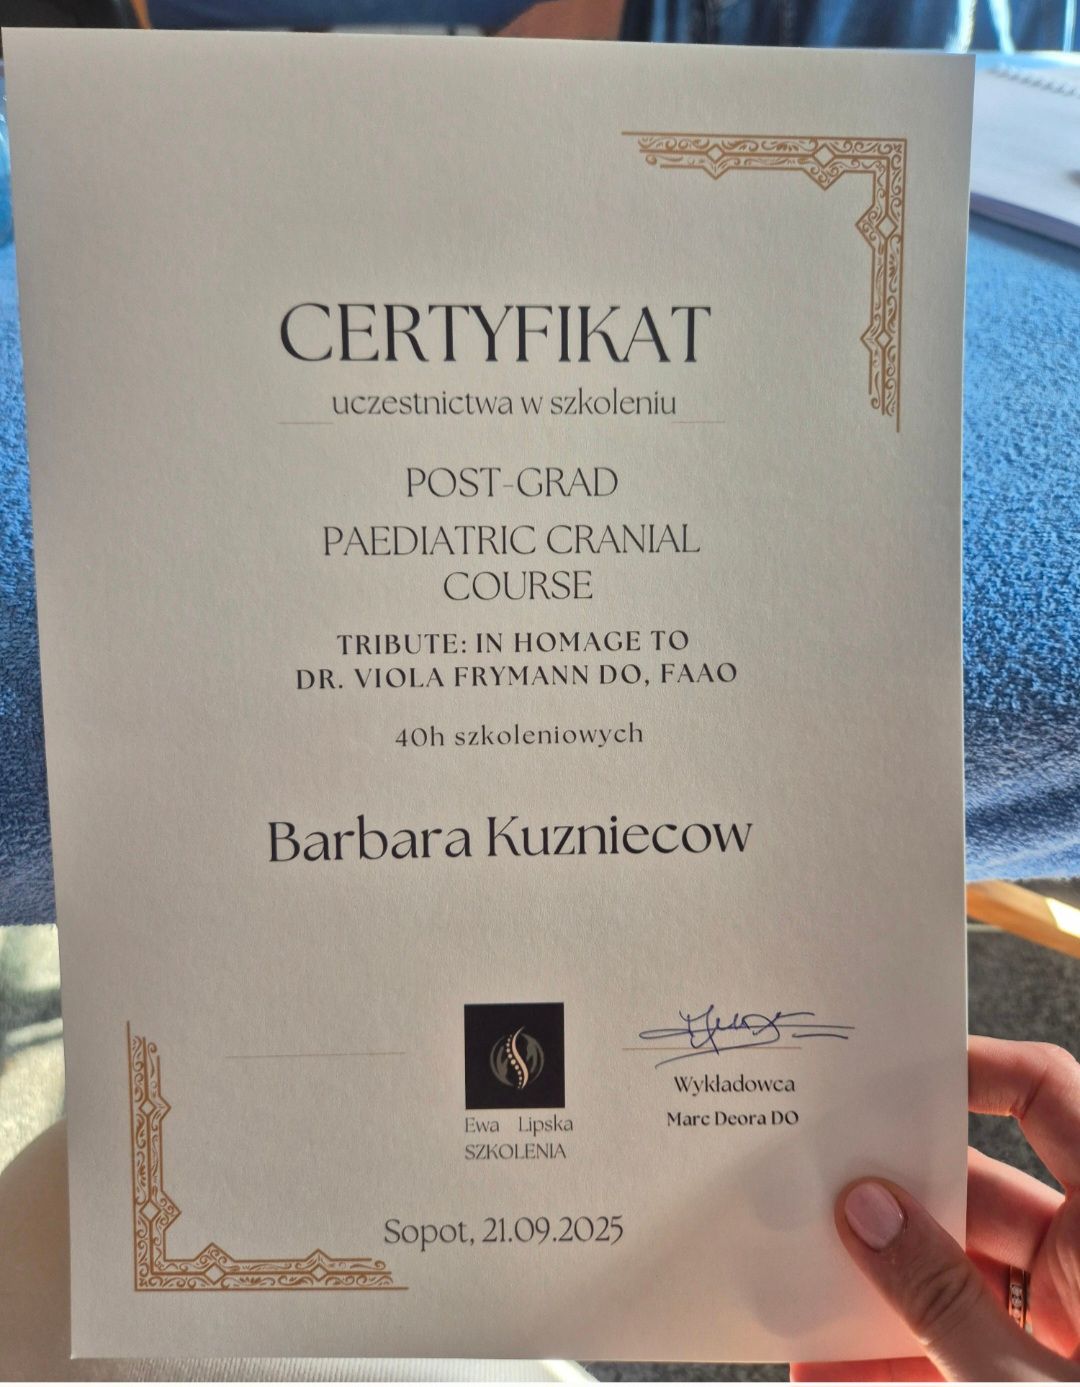 CERTYFIKAT
uczestnictwa w szkoleniu
POST-GRAD
PAEDIATRIC CRANIAL
COURSE
TRIBUTE: IN HOMAGE TO
DR. VIOLA FRYMANN DO, FAAO
40h szkoleniowych
Barbara Kuzniecow
Ewa Lipska
SZKOLENIA
Wykładowca
Marc Deora DO
Sopot, 21.09.2025